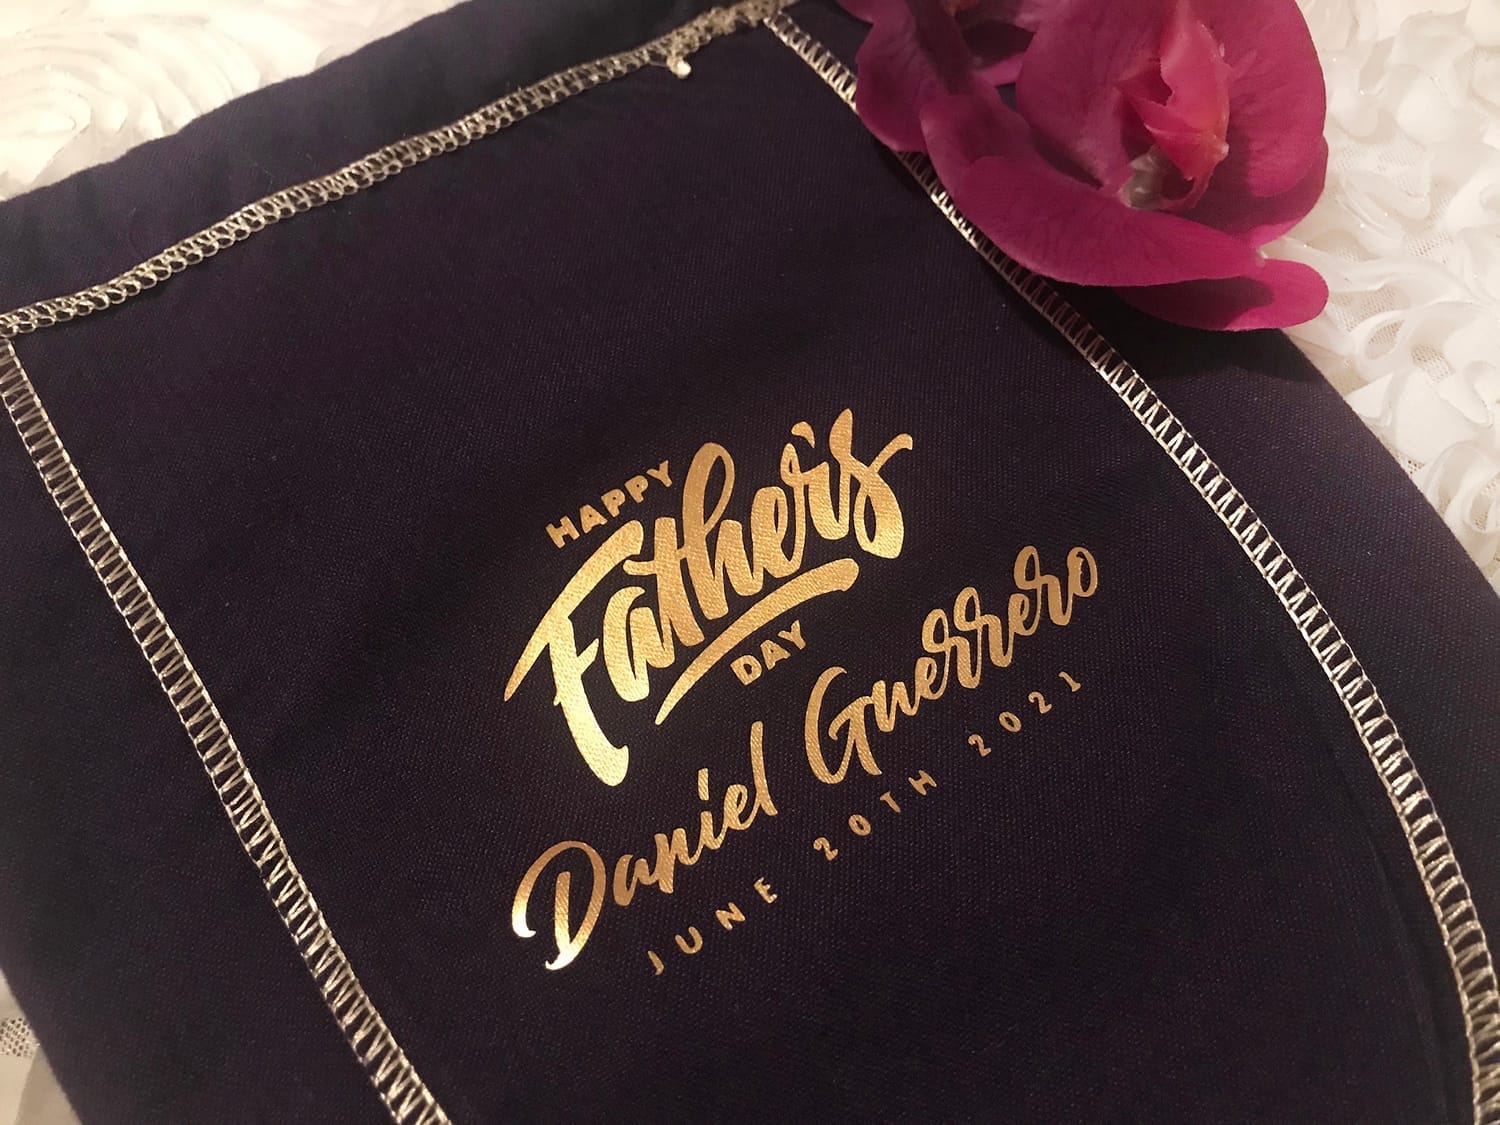 HAPPY
Father's
DAY
Daniel Guerrero
JUNE 20TH 2021